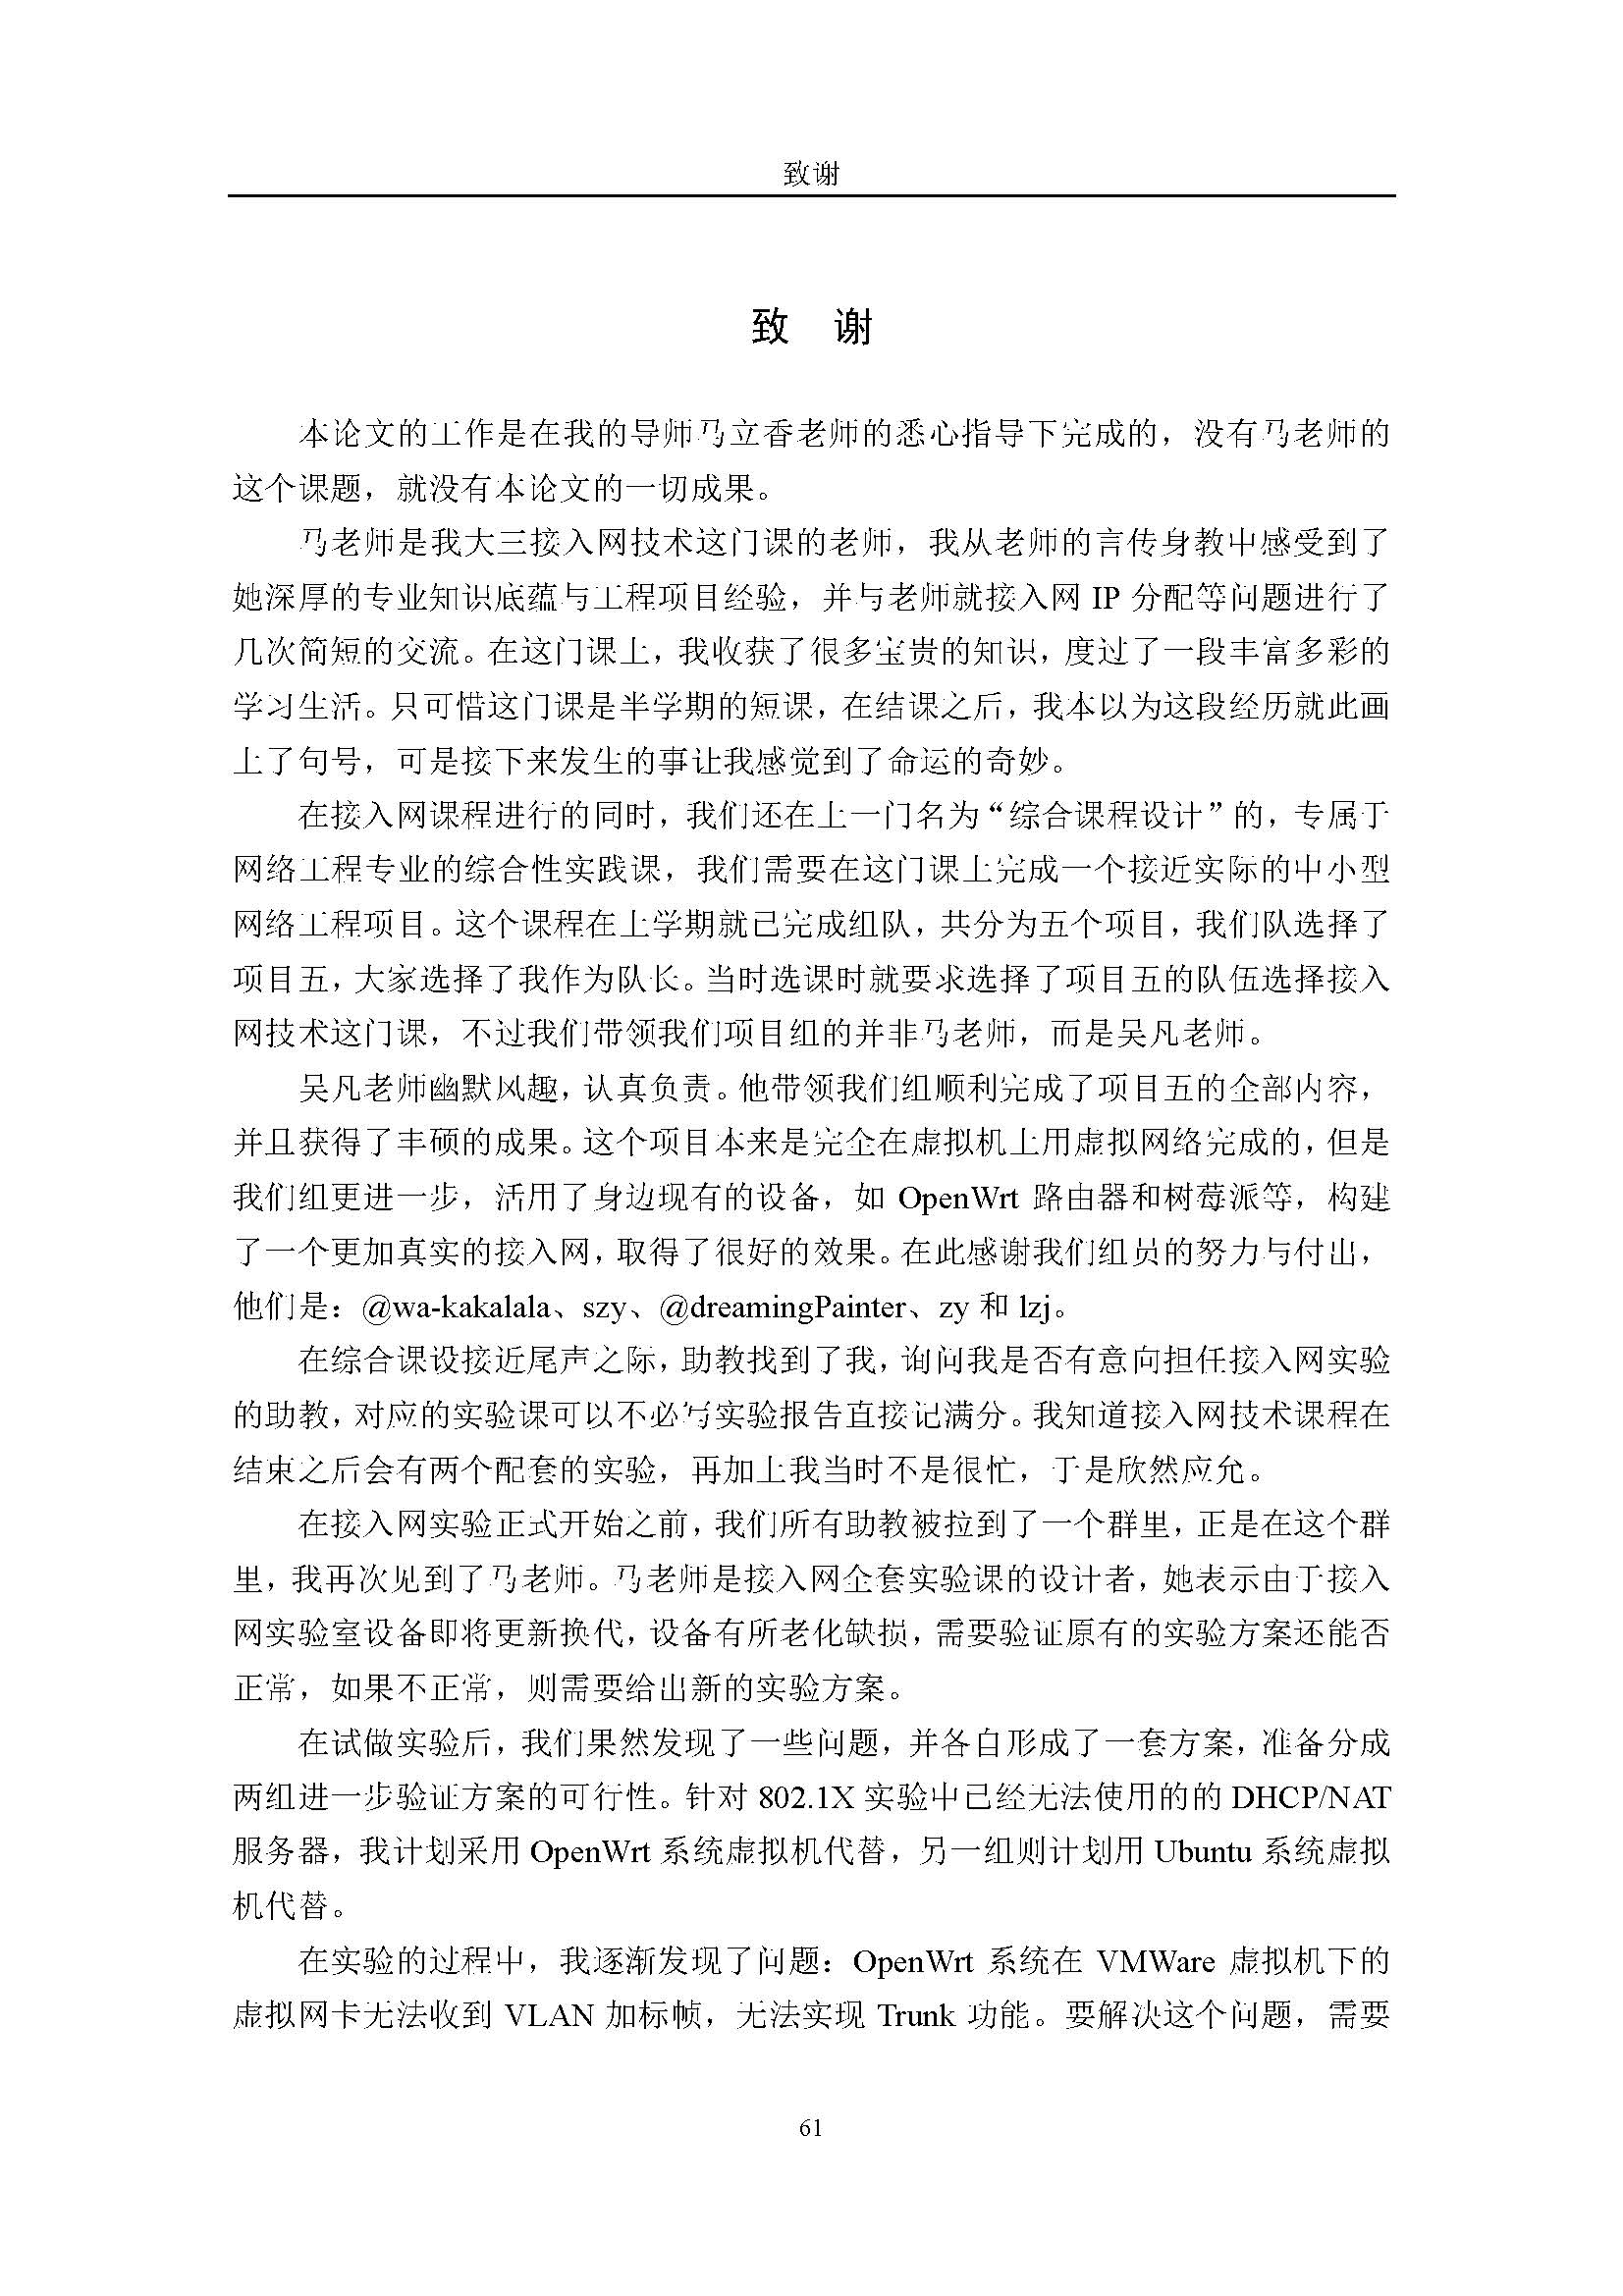 致谢
致 谢
本论文的工作是在我的导师马立香老师的悉心指导下完成的，没有马老师的
这个课题，就没有本论文的一切成果。
马老师是我大三接入网技术这门课的老师，我从老师的言传身教中感受到了
她深厚的专业知识底蕴与工程项目经验，并与老师就接入网 IP 分配等问题进行了
几次简短的交流。在这门课上，我收获了很多宝贵的知识，度过了一段丰富多彩的
学习生活。只可惜这门课是半学期的短课，在结课之后，我本以为这段经历就此画
上了句号，可是接下来发生的事让我感觉到了命运的奇妙。
在接入网课程进行的同时，我们还在上一门名为“综合课程设计”的，专属于
网络工程专业的综合性实践课，我们需要在这门课上完成一个接近实际的中小型
网络工程项目。这个课程在上学期就已完成组队，共分为五个项目，我们队选择了
项目五，大家选择了我作为队长。当时选课时就要求选择了项目五的队伍选择接入
网技术这门课，不过我们带领我们项目组的并非马老师，而是吴凡老师。
吴凡老师幽默风趣，认真负责。他带领我们组顺利完成了项目五的全部内容，
并且获得了丰硕的成果。这个项目本来是完全在虚拟机上用虚拟网络完成的，但是
我们组更进一步，活用了身边现有的设备，如 OpenWrt 路由器和树莓派等，构建
了一个更加真实的接入网，取得了很好的效果。在此感谢我们组员的努力与付出，
他们是：@wa-kakalala、szy、@dreamingPainter、zy 和 lzj。
在综合课设接近尾声之际，助教找到了我，询问我是否有意向担任接入网实验
的助教，对应的实验课可以不必写实验报告直接记满分。我知道接入网技术课程在
结束之后会有两个配套的实验，再加上我当时不是很忙，于是欣然应允。
在接入网实验正式开始之前，我们所有助教被拉到了一个群里，正是在这个群
里，我再次见到了马老师。马老师是接入网全套实验课的设计者，她表示由于接入
网实验室设备即将更新换代，设备有所老化缺损，需要验证原有的实验方案还能否
正常，如果不正常，则需要给出新的实验方案。
在试做实验后，我们果然发现了一些问题，并各自形成了一套方案，准备分成
两组进一步验证方案的可行性。针对 802.1X 实验中已经无法使用的的 DHCP/NAT
服务器，我计划采用 OpenWrt 系统虚拟机代替，另一组则计划用 Ubuntu 系统虚拟
机代替。
在实验的过程中，我逐渐发现了问题：OpenWrt 系统在 VMWare 虚拟机下的
虚拟网卡无法收到 VLAN 加标帧，无法实现 Trunk 功能。要解决这个问题，需要
61